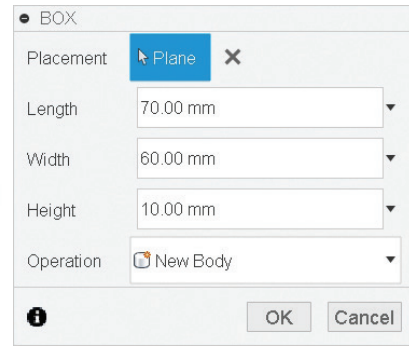 BOX
Placement Plane
Length 70.00 mm
Width 60.00 mm
Height 10.00 mm
Operation New Body
OK Cancel